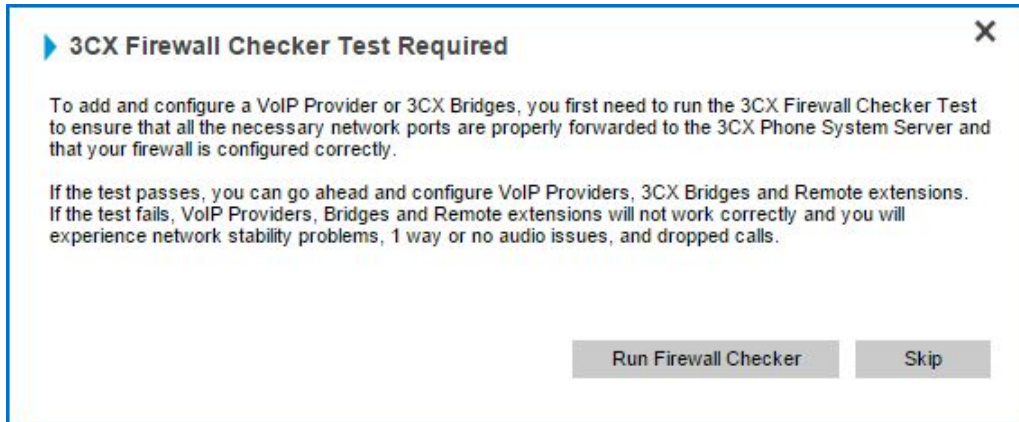 3CX Firewall Checker Test Required
To add and configure a VoIP Provider or 3CX Bridges, you first need to run the 3CX Firewall Checker Test
to ensure that all the necessary network ports are properly forwarded to the 3CX Phone System Server and
that your firewall is configured correctly.
If the test passes, you can go ahead and configure VoIP Providers, 3CX Bridges and Remote extensions.
If the test fails, VoIP Providers, Bridges and Remote extensions will not work correctly and you will
experience network stability problems, 1 way or no audio issues, and dropped calls.
Run Firewall Checker Skip